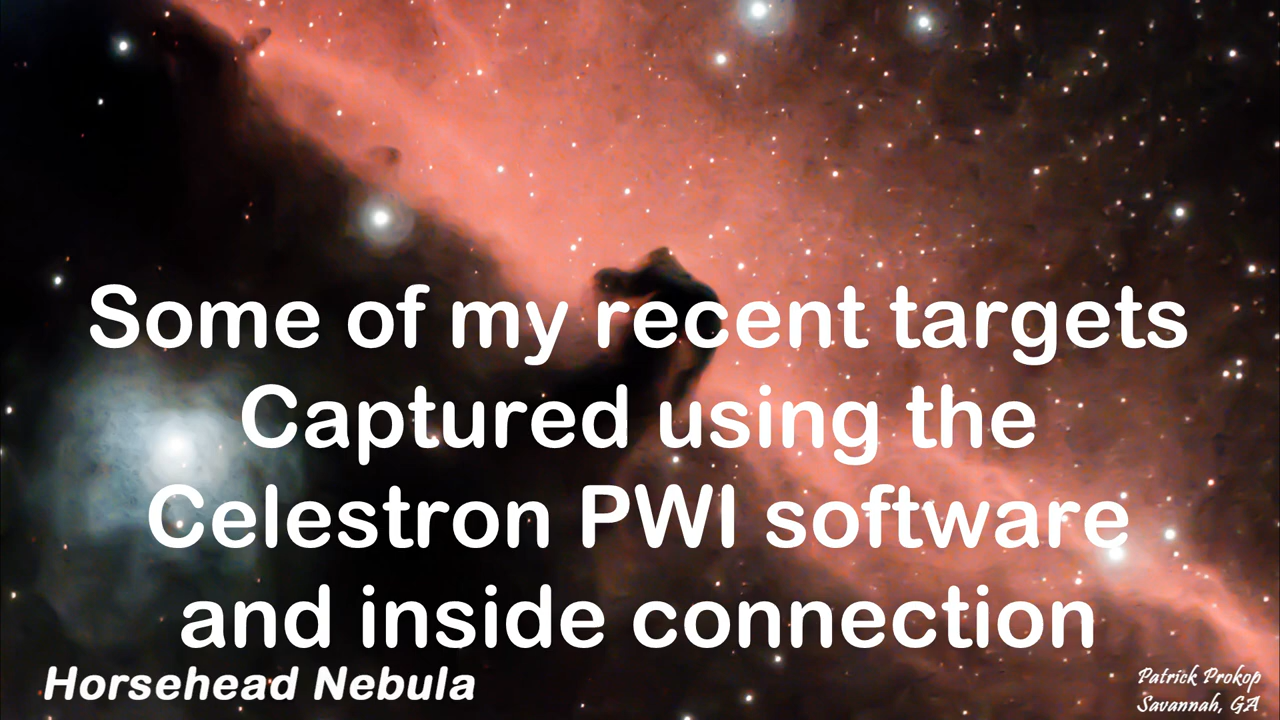 Some of my recent targets
Captured using the
Celestron PWI software
and inside connection
Horsehead Nebula
Patrick Prokop
Savannah, GA